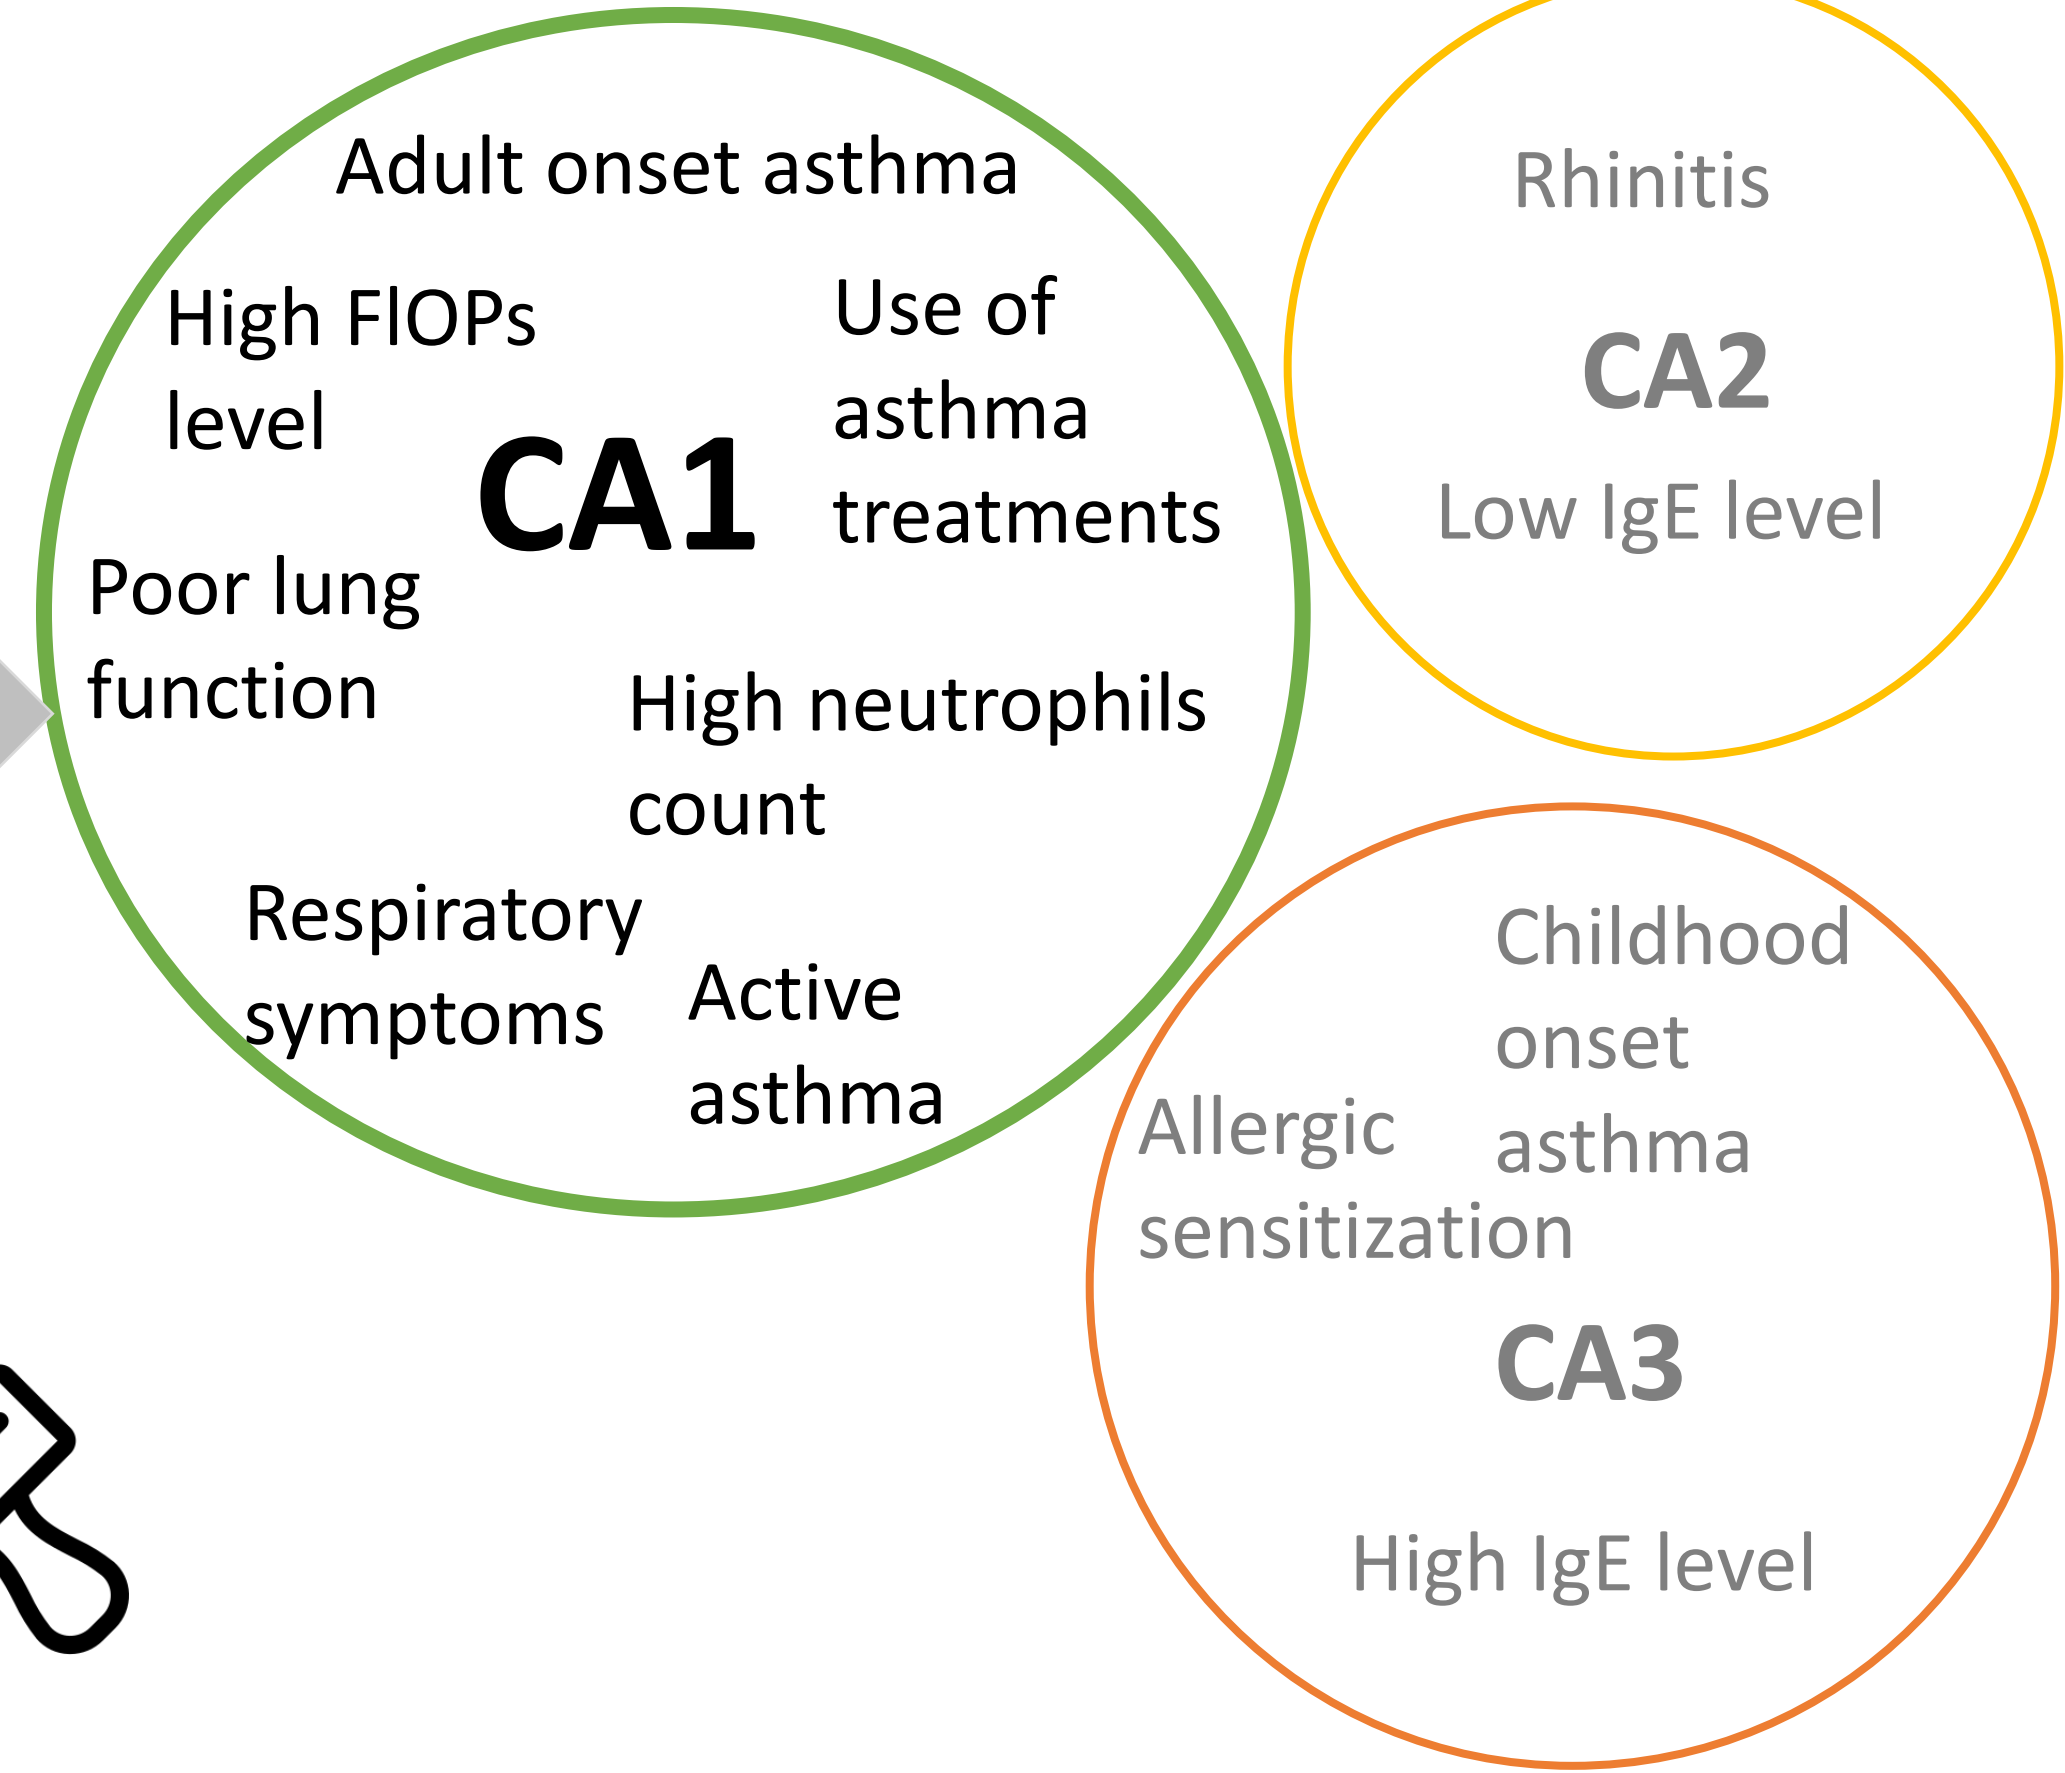 Adult onset asthma
High FlOPs
level
Use of
asthma
treatments
CA1
Poor lung
function
High neutrophils
count
Respiratory
symptoms
Active
asthma
Rhinitis
CA2
Low IgE level
Childhood
onset
asthma
Allergic
sensitization
CA3
High IgE level